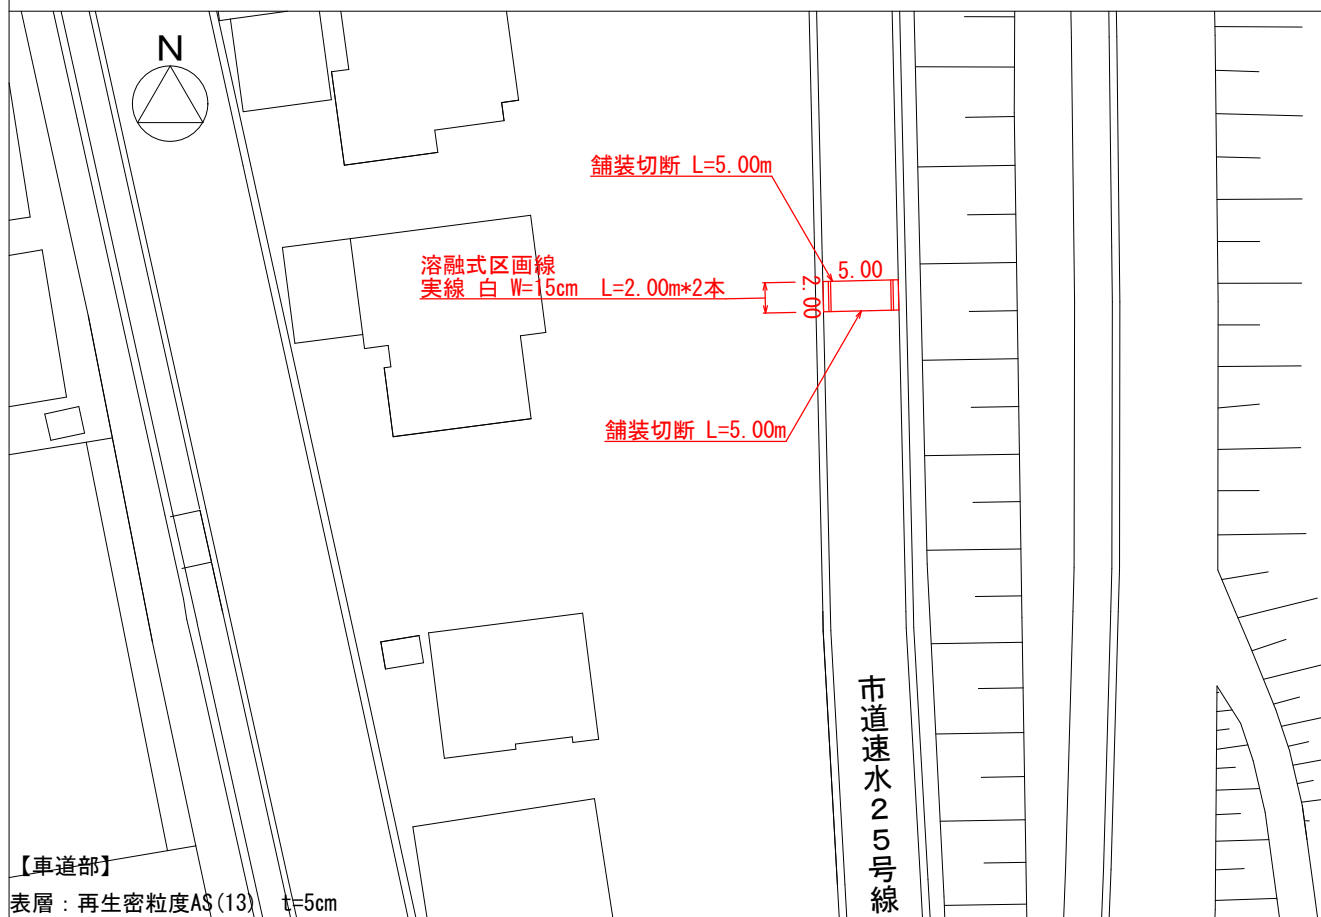 N
舗装切断 L=5.00m
溶融式区画線
実線 白 W=15cm L=2.00m*2本
5.00
2.00
舗装切断 L=5.00m
市道速水25号線
【車道部】
表層：再生密粒度AS(13) t=5cm